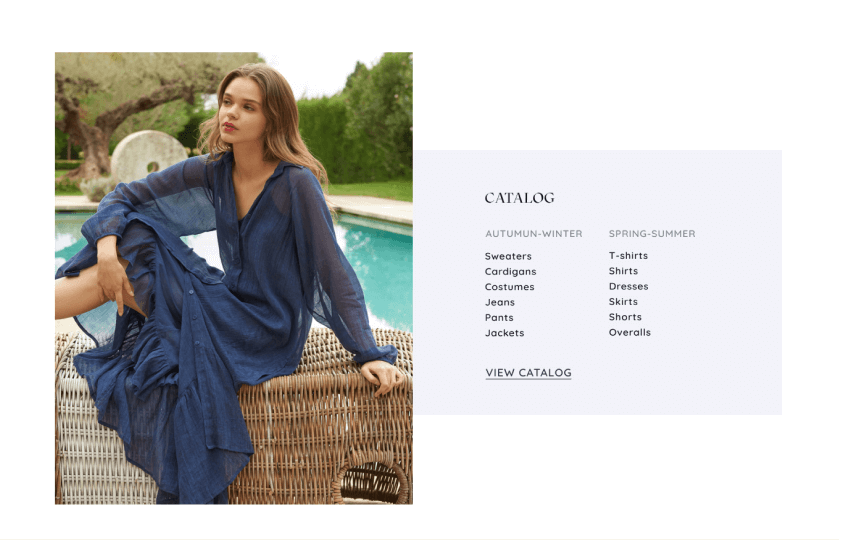 CATALOG
AUTUMUN-WINTER
Sweaters
Cardigans
Costumes
Jeans
Pants
Jackets
SPRING-SUMMER
T-shirts
Shirts
Dresses
Skirts
Shorts
Overalls
VIEW CATALOG